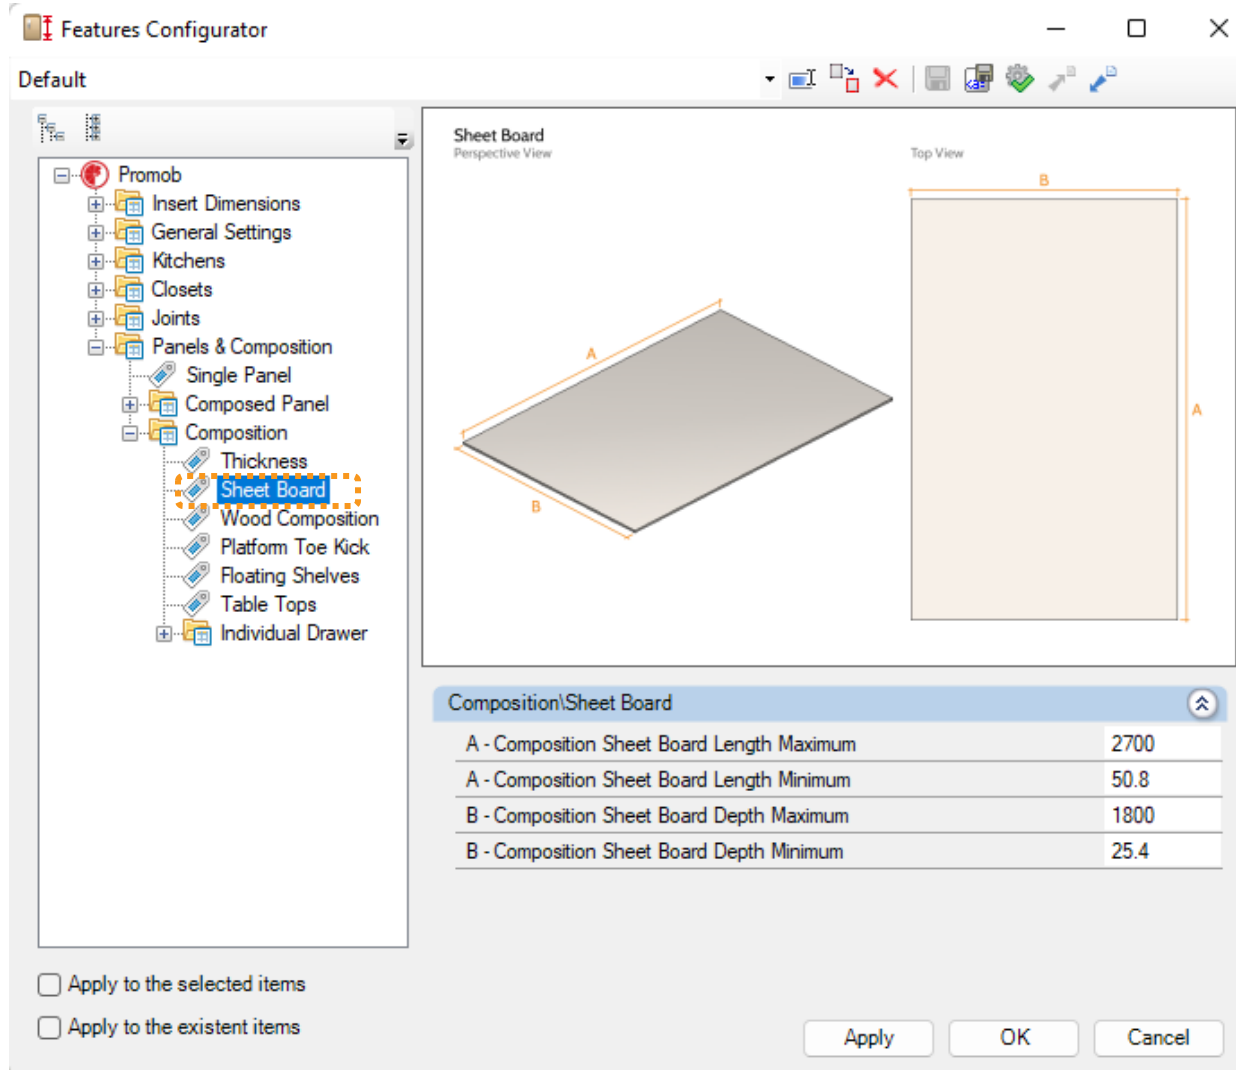 Features Configurator
Default
Promob
Insert Dimensions
General Settings
Kitchens
Closets
Joints
Panels & Composition
Single Panel
Composed Panel
Composition
Thickness
Sheet Board
Wood Composition
Platform Toe Kick
Floating Shelves
Table Tops
Individual Drawer
Sheet Board
Perspective View
Top View
B
A
A
B
Composition\Sheet Board
A - Composition Sheet Board Length Maximum 2700
A - Composition Sheet Board Length Minimum 50.8
B - Composition Sheet Board Depth Maximum 1800
B - Composition Sheet Board Depth Minimum 25.4
Apply to the selected items
Apply to the existent items
Apply OK Cancel